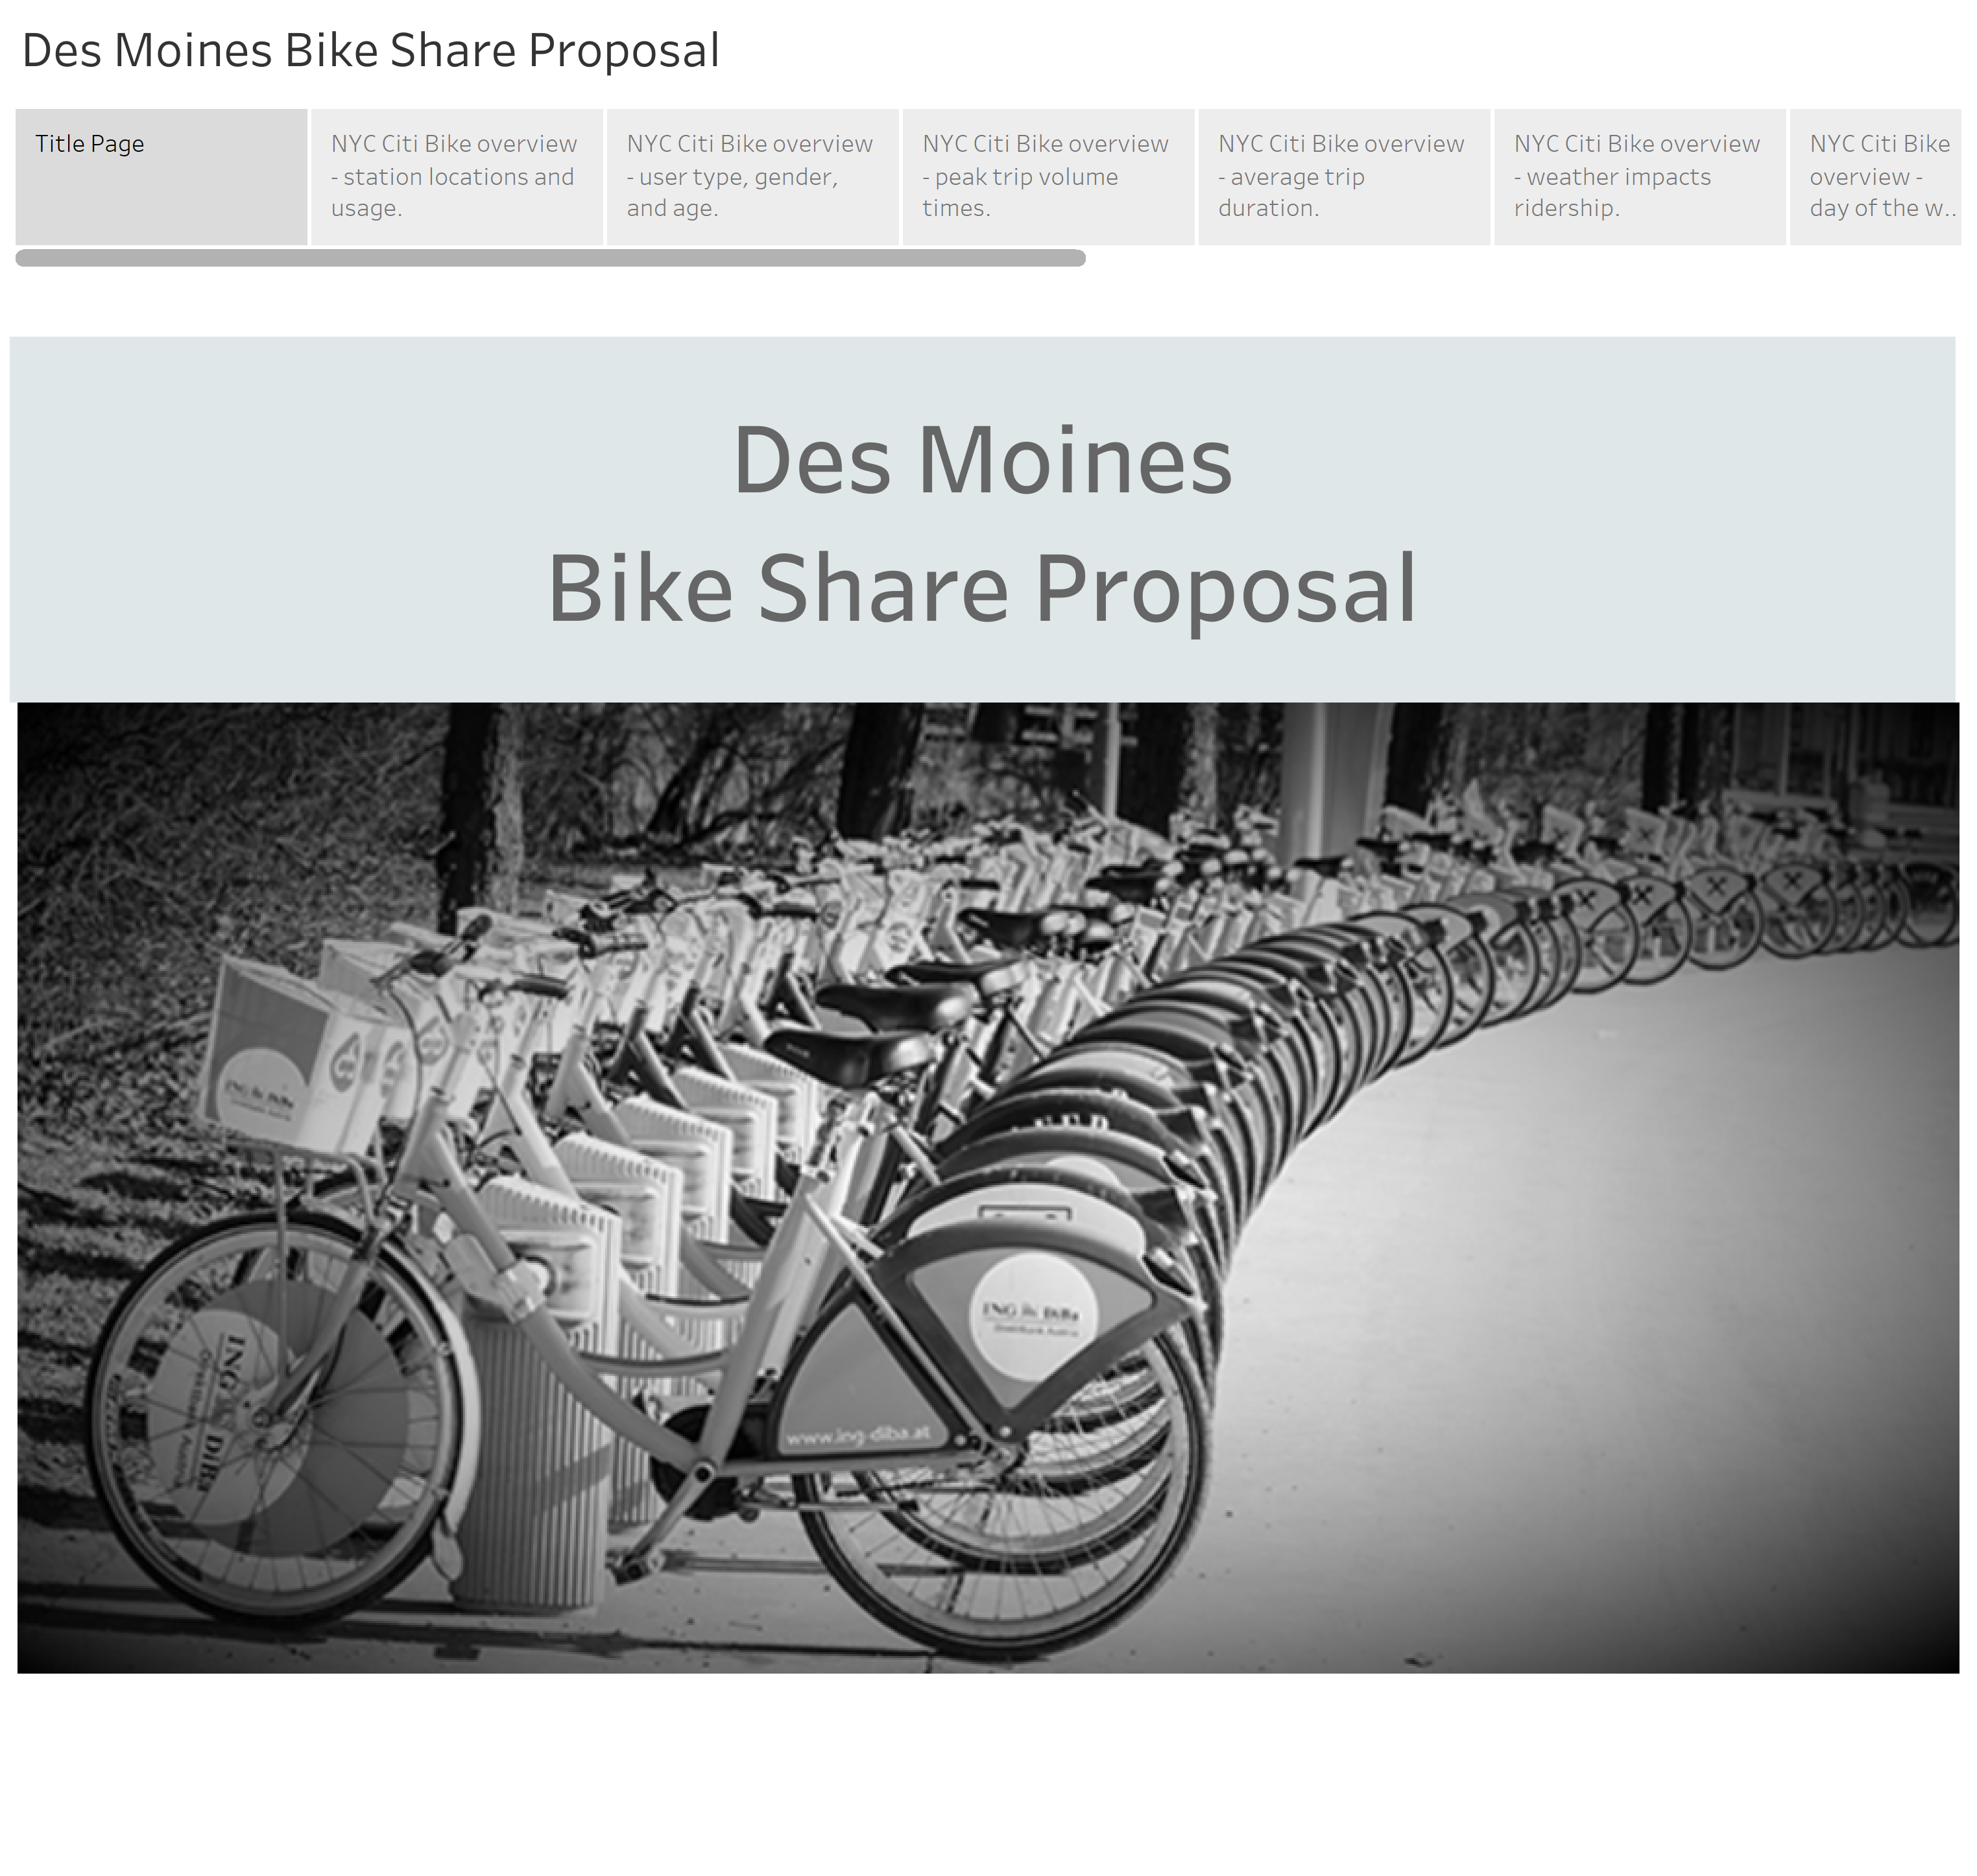 Des Moines Bike Share Proposal
Title Page
NYC Citi Bike overview
- station locations and
usage.
NYC Citi Bike overview
- user type, gender,
and age.
NYC Citi Bike overview
- peak trip volume
times.
NYC Citi Bike overview
- average trip
duration.
NYC Citi Bike overview
- weather impacts
ridership.
NYC Citi Bike
overview -
day of the w..
Des Moines
Bike Share Proposal
ING DiBa
ING DiBa
www.ing-diba.at
ING DiBa